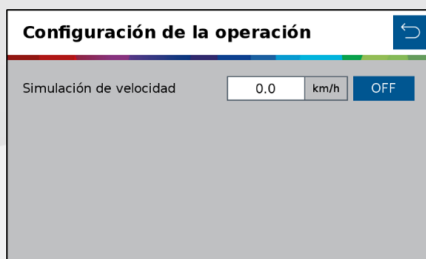 Configuración de la operación
Simulación de velocidad 0.0 km/h OFF